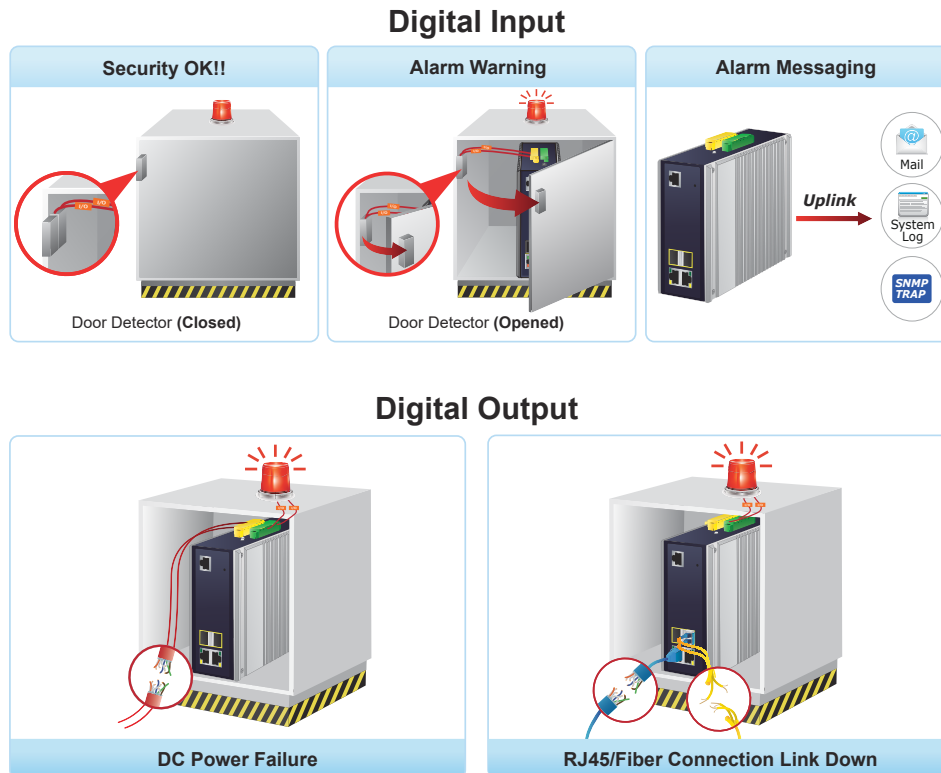 Digital Input
Security OK!!
I/O
I/O
Door Detector (Closed)
Alarm Warning
Door Detector (Opened)
Alarm Messaging
Uplink
Mail
System
Log
SNMP
TRAP
Digital Output
DC Power Failure
RJ45/Fiber Connection Link Down